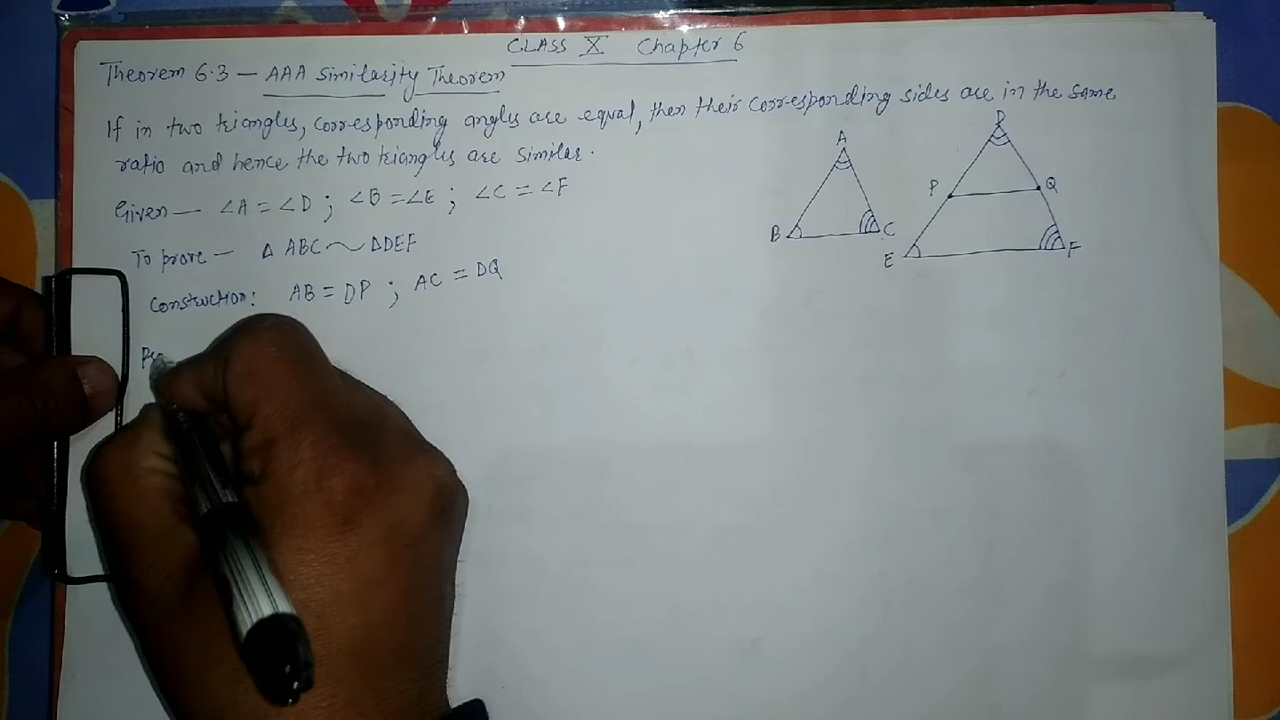 CLASS X Chapter 6
Theorem 6.3 — AAA Similarity Theorem
If in two triangles, corresponding angles are equal, then their corresponding sides are in the same
ratio and hence the two triangles are similar.
Given — ∠A = ∠D ; ∠B = ∠E ; ∠C = ∠F
To prove — Δ ABC ~ ΔDEF
Construction: AB = DP ; AC = DQ
A
B
C
D
P
Q
E
F